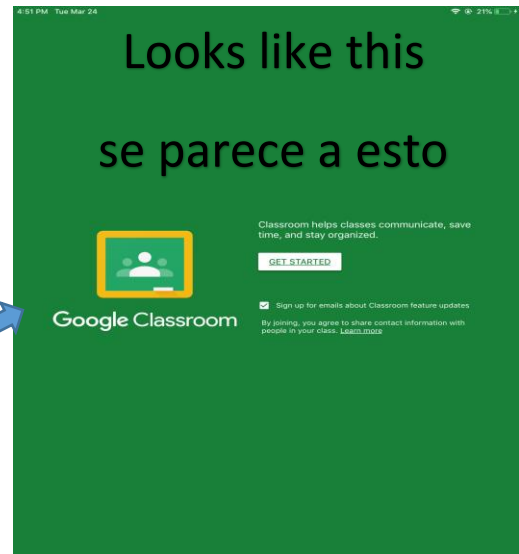 4:51 PM Tue Mar 24
21%
Looks like this
se parece a esto
Classroom helps classes communicate, save
time, and stay organized.
GET STARTED
Sign up for emails about Classroom feature updates
Google Classroom
By joining, you agree to share contact information with
people in your class. Learn more